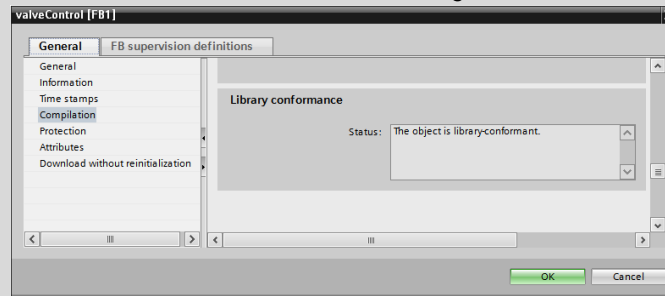 valveControl [FB1]
General
FB supervision definitions
General
Information
Time stamps
Compilation
Protection
Attributes
Download without reinitialization
Library conformance
Status: The object is library-conformant.
OK Cancel